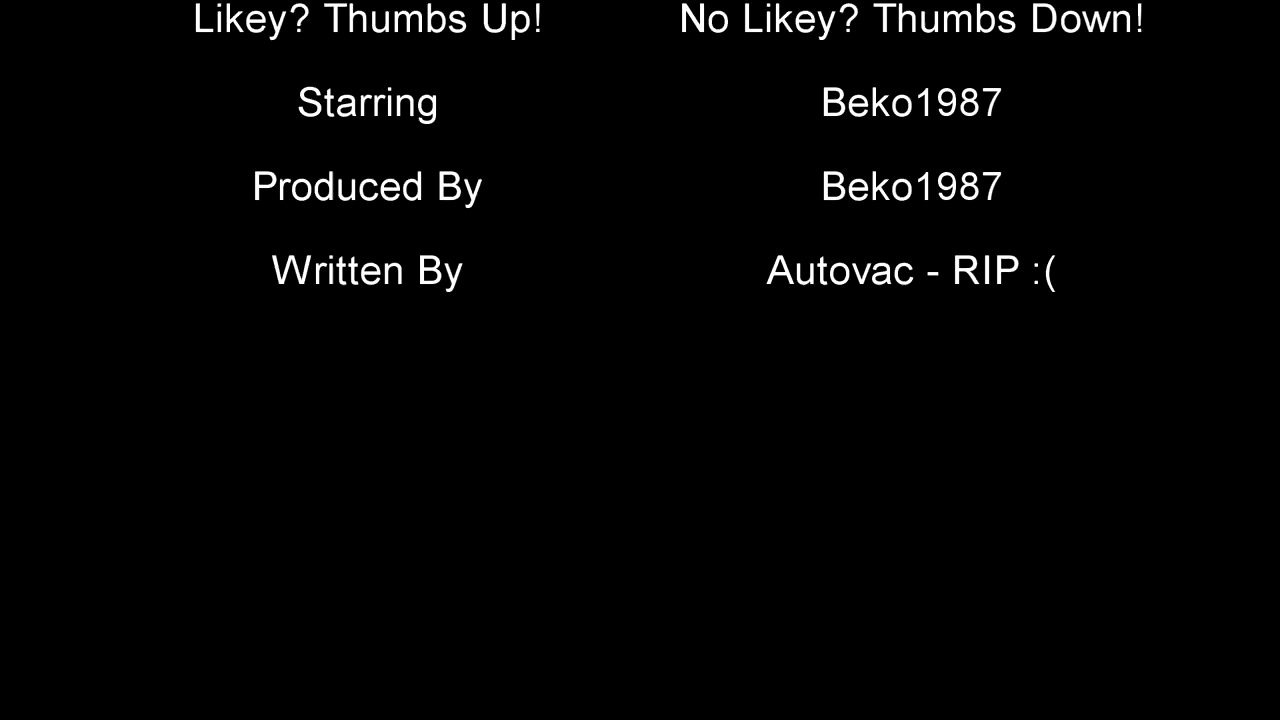 Likey? Thumbs Up! No Likey? Thumbs Down!
Starring Beko1987
Produced By Beko1987
Written By Autovac - RIP :(